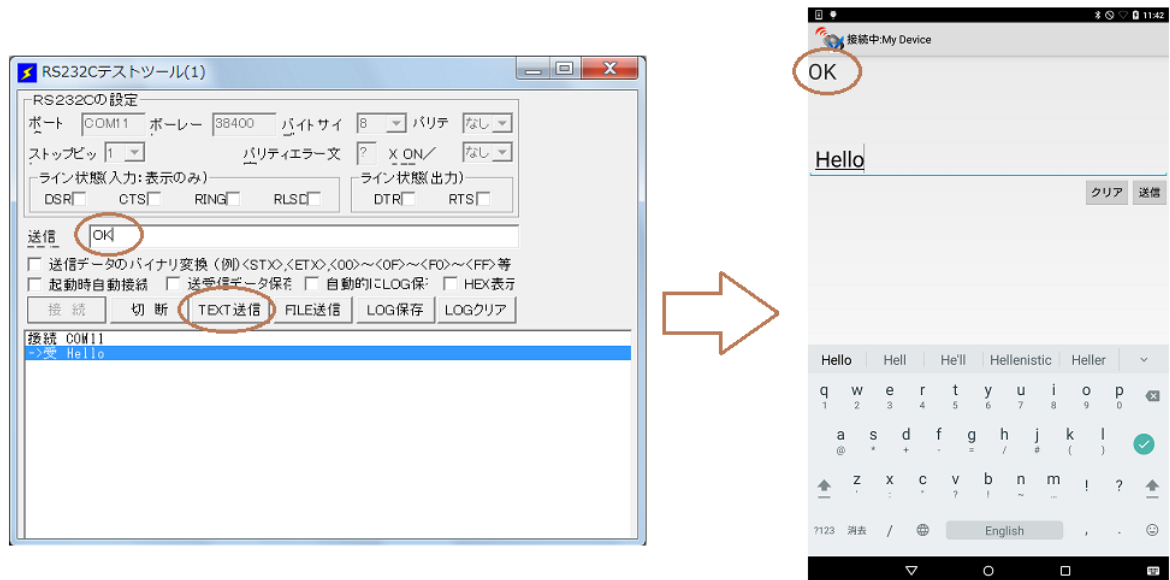 RS232Cテストツール(1)
RS232Cの設定
ポート COM11 ボーレー 38400 バイトサイ 8 パリテ なし
ストップビッ 1 パリティエラー文 ? X ON/ なし
ライン状態(入力:表示のみ) ライン状態(出力)
DSR CTS RING RLSD DTR RTS
送信 OK
送信データのバイナリ変換 (例)<STX>,<ETX>,<00>~<0F>~<F0>~<FF>等
起動時自動接続 送受信データ保存 自動的にLOG保 HEX表示
接続 切断 TEXT送信 FILE送信 LOG保存 LOGクリア
接続 COM11
->受 Hello
11:42
接続中:My Device
OK
Hello
クリア 送信
Hello Hell He'll Hellenistic Heller
q w e r t y u i o p
1 2 3 4 5 6 7 8 9 0
a s d f g h j k l
@ * + - = / # ( )
z x c v b n m ! ?
' : " ? ! ~ …
?123 消去 / English , .